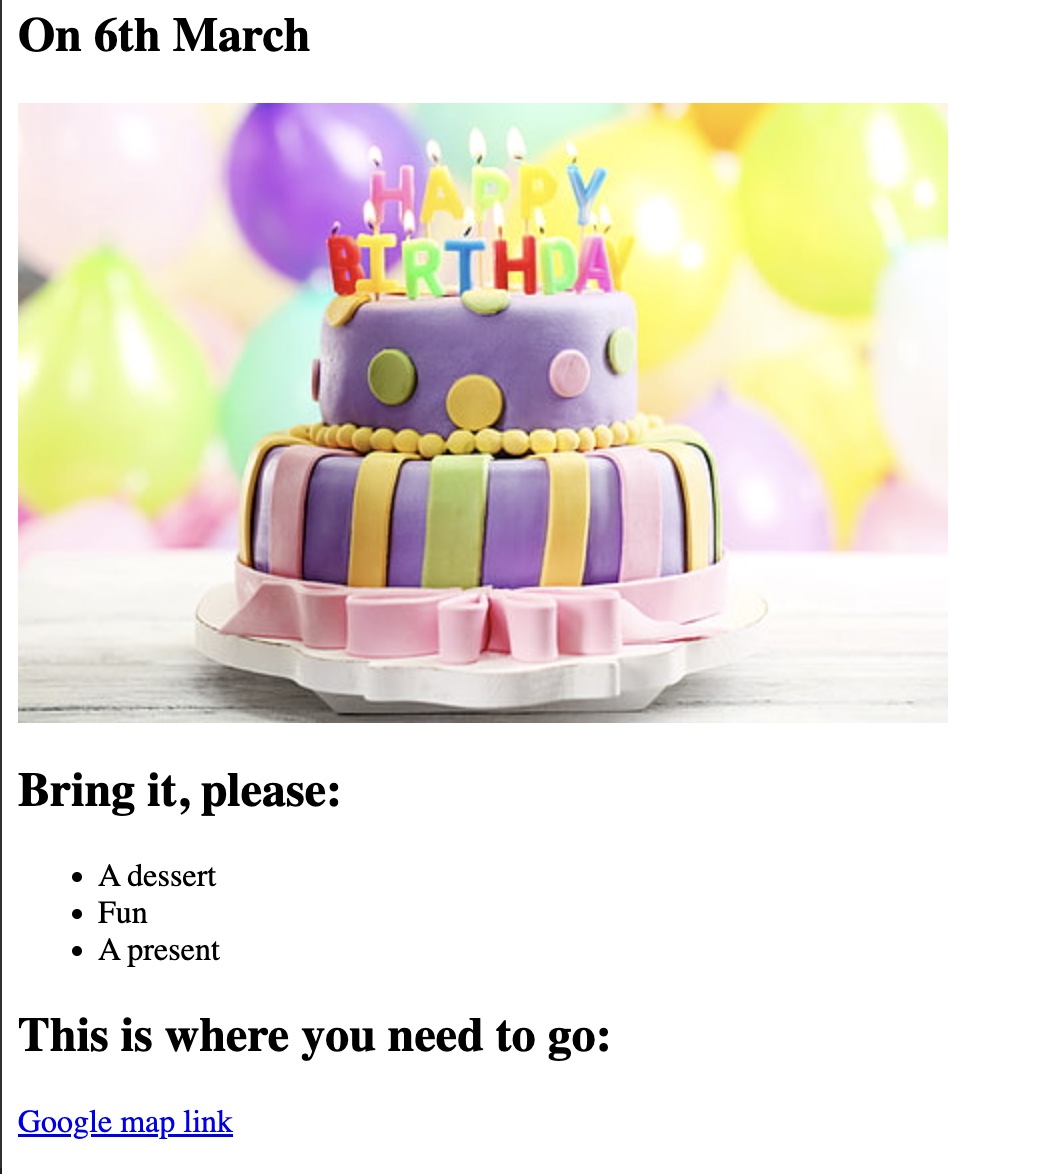 On 6th March
HAPPY
BIRTHDAY
Bring it, please:
• A dessert
• Fun
• A present
This is where you need to go:
Google map link